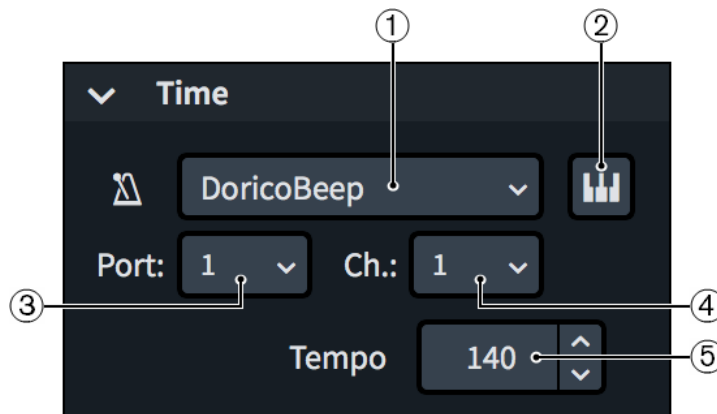 ① ②
Time
DoricoBeep
Port: 1 Ch.: 1
③ ④
Tempo 140 ⑤